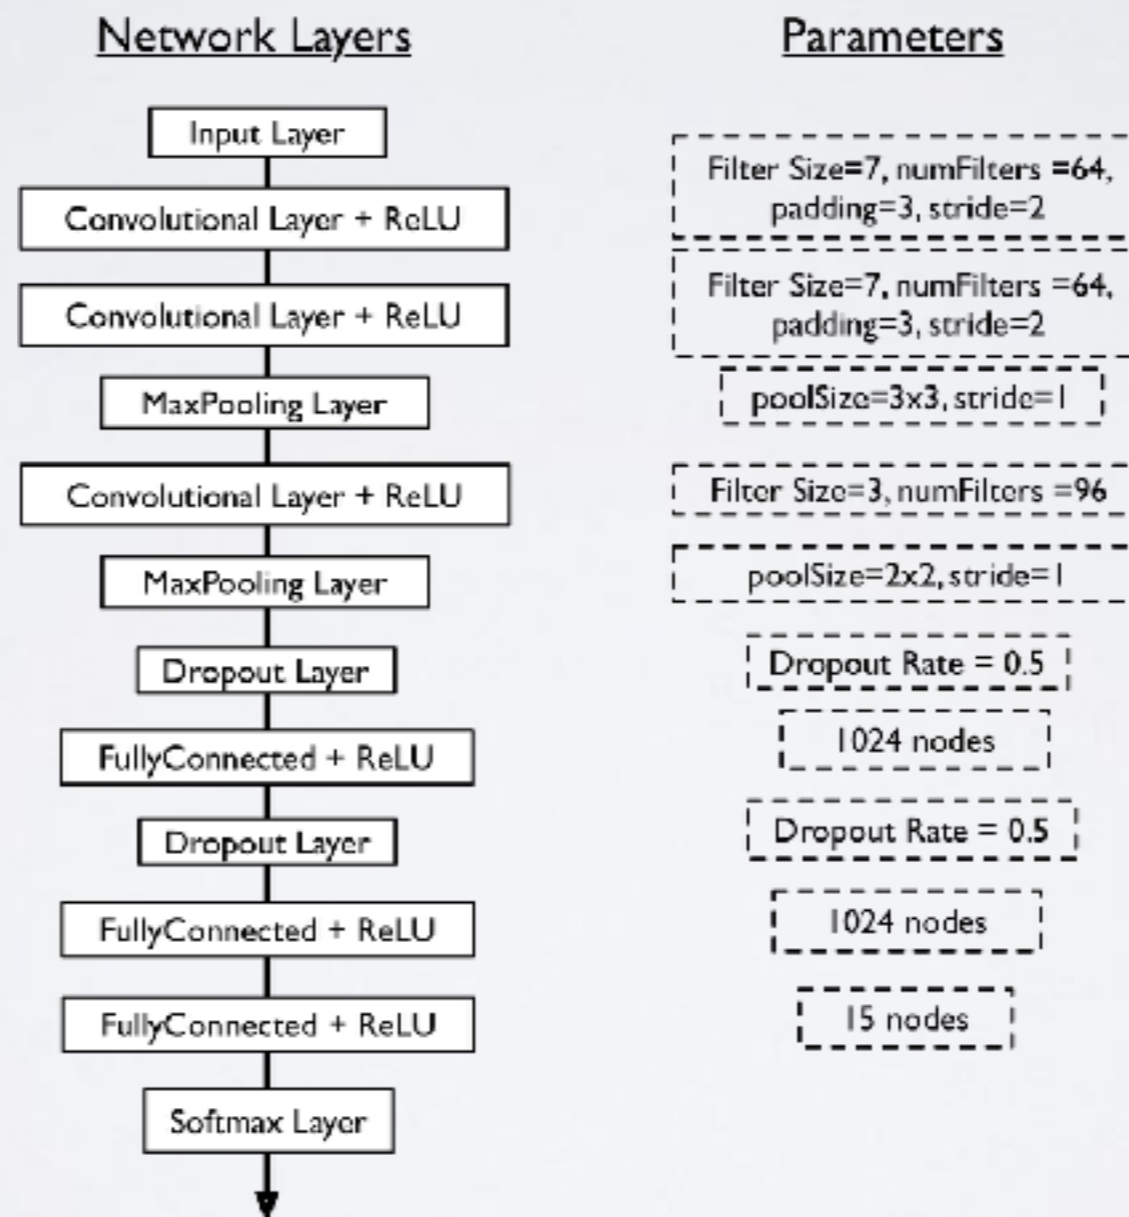 Network Layers
Parameters
Input Layer
Convolutional Layer + ReLU
Convolutional Layer + ReLU
MaxPooling Layer
Convolutional Layer + ReLU
MaxPooling Layer
Dropout Layer
FullyConnected + ReLU
Dropout Layer
FullyConnected + ReLU
FullyConnected + ReLU
Softmax Layer
Filter Size=7, numFilters =64,
padding=3, stride=2
Filter Size=7, numFilters =64,
padding=3, stride=2
poolSize=3x3, stride=1
Filter Size=3, numFilters =96
poolSize=2x2, stride=1
Dropout Rate = 0.5
1024 nodes
Dropout Rate = 0.5
1024 nodes
15 nodes